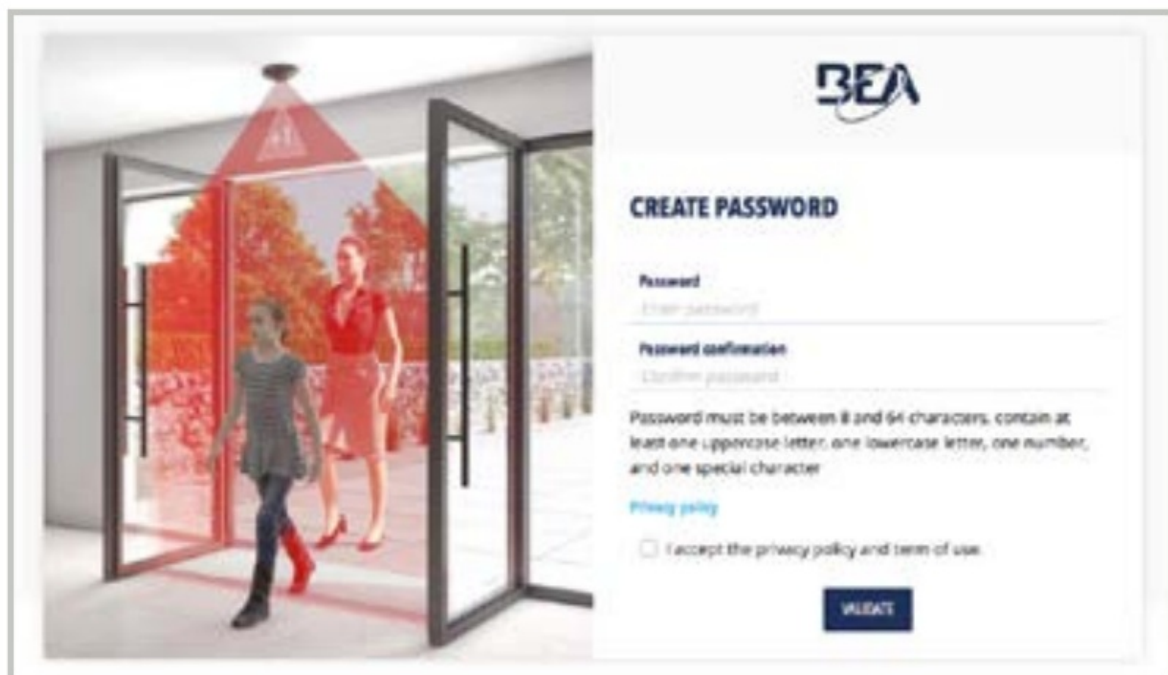 BEA
CREATE PASSWORD
Password
Enter password
Password confirmation
Confirm password
Password must be between 8 and 64 characters, contain at
least one uppercase letter, one lowercase letter, one number,
and one special character
Privacy policy
I accept the privacy policy and term of use.
VALIDATE